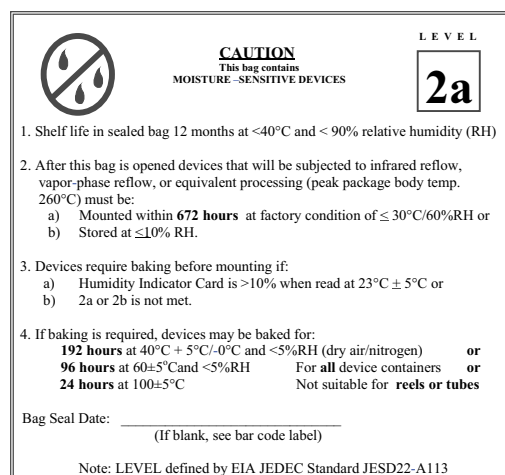 LEVEL
CAUTION
This bag contains
MOISTURE –SENSITIVE DEVICES
2a
1. Shelf life in sealed bag 12 months at <40°C and < 90% relative humidity (RH)
2. After this bag is opened devices that will be subjected to infrared reflow,
vapor-phase reflow, or equivalent processing (peak package body temp.
260°C) must be:
a) Mounted within 672 hours at factory condition of ≤ 30°C/60%RH or
b) Stored at ≤10% RH.
3. Devices require baking before mounting if:
a) Humidity Indicator Card is >10% when read at 23°C ± 5°C or
b) 2a or 2b is not met.
4. If baking is required, devices may be baked for:
192 hours at 40°C + 5°C/-0°C and <5%RH (dry air/nitrogen) or
96 hours at 60±5°Cand <5%RH For all device containers or
24 hours at 100±5°C Not suitable for reels or tubes
Bag Seal Date: ______________________________
(If blank, see bar code label)
Note: LEVEL defined by EIA JEDEC Standard JESD22-A113